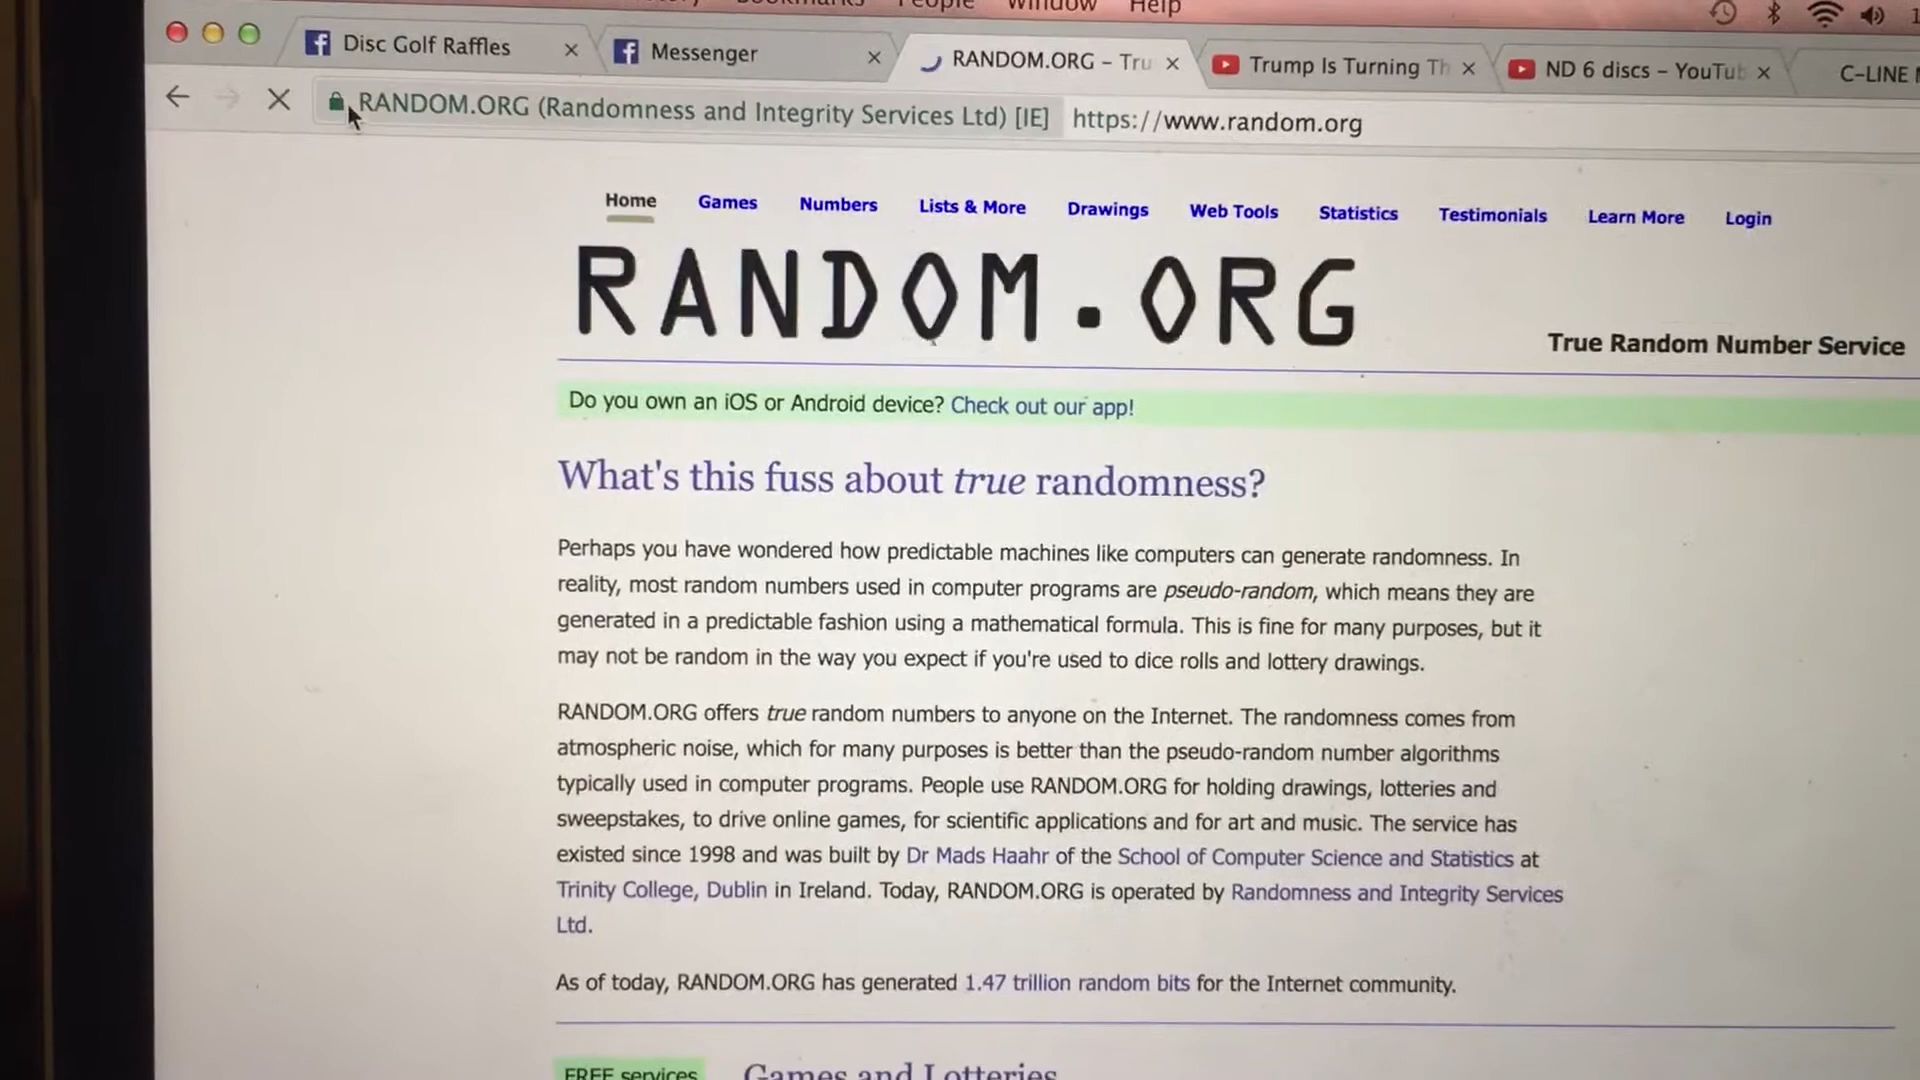 Bookmarks People Window Help
Disc Golf Raffles
Messenger
RANDOM.ORG – Tru
Trump Is Turning Th
ND 6 discs – YouTub
C-LINE
RANDOM.ORG (Randomness and Integrity Services Ltd) [IE] https://www.random.org
Home Games Numbers Lists & More Drawings Web Tools Statistics Testimonials Learn More Login
RANDOM.ORG
True Random Number Service
Do you own an iOS or Android device? Check out our app!
What's this fuss about true randomness?
Perhaps you have wondered how predictable machines like computers can generate randomness. In
reality, most random numbers used in computer programs are pseudo-random, which means they are
generated in a predictable fashion using a mathematical formula. This is fine for many purposes, but it
may not be random in the way you expect if you're used to dice rolls and lottery drawings.
RANDOM.ORG offers true random numbers to anyone on the Internet. The randomness comes from
atmospheric noise, which for many purposes is better than the pseudo-random number algorithms
typically used in computer programs. People use RANDOM.ORG for holding drawings, lotteries and
sweepstakes, to drive online games, for scientific applications and for art and music. The service has
existed since 1998 and was built by Dr Mads Haahr of the School of Computer Science and Statistics at
Trinity College, Dublin in Ireland. Today, RANDOM.ORG is operated by Randomness and Integrity Services
Ltd.
As of today, RANDOM.ORG has generated 1.47 trillion random bits for the Internet community.
FREE services
Games and Lotteries